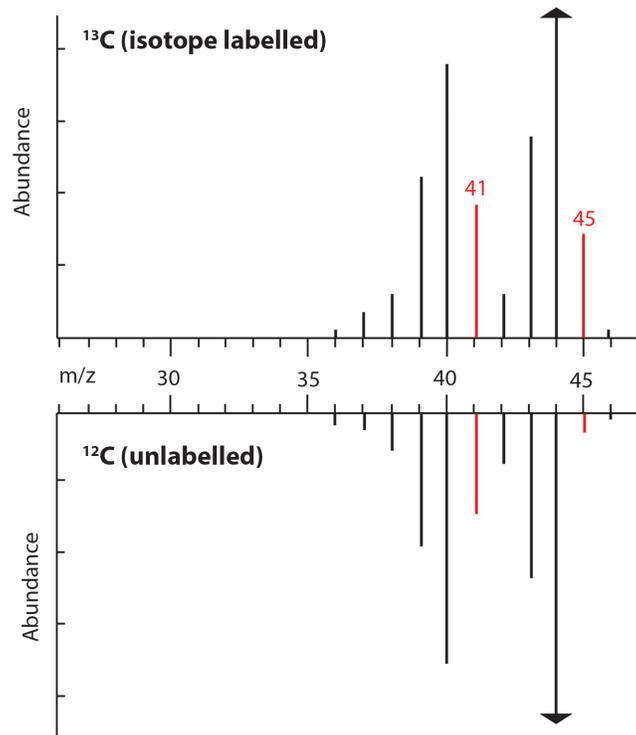 ¹³C (isotope labelled)
Abundance
41
45
m/z 30 35 40 45
¹²C (unlabelled)
Abundance